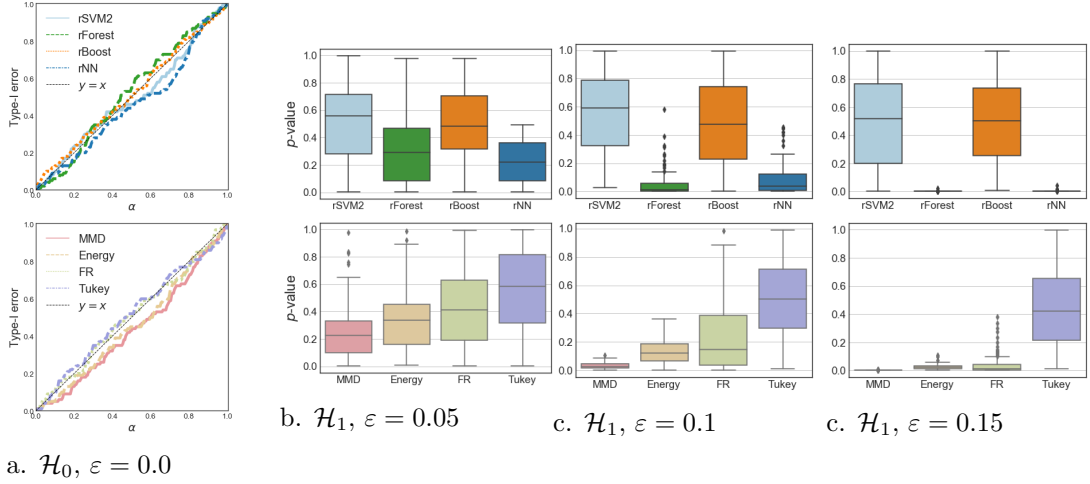 1.0
0.8
0.6
0.4
0.2
0.0
Type-I error
rSVM2
rForest
rBoost
rNN
y = x
0.0 0.2 0.4 0.6 0.8 1.0
α
1.0
0.8
0.6
0.4
0.2
0.0
p-value
rSVM2 rForest rBoost rNN
1.0
0.8
0.6
0.4
0.2
0.0
rSVM2 rForest rBoost rNN
1.0
0.8
0.6
0.4
0.2
0.0
rSVM2 rForest rBoost rNN
1.0
0.8
0.6
0.4
0.2
0.0
Type-I error
MMD
Energy
FR
Tukey
y = x
0.0 0.2 0.4 0.6 0.8 1.0
α
1.0
0.8
0.6
0.4
0.2
0.0
p-value
MMD Energy FR Tukey
1.0
0.8
0.6
0.4
0.2
0.0
MMD Energy FR Tukey
1.0
0.8
0.6
0.4
0.2
0.0
MMD Energy FR Tukey
a. ℋ₀, ε = 0.0
b. ℋ₁, ε = 0.05
c. ℋ₁, ε = 0.1
c. ℋ₁, ε = 0.15